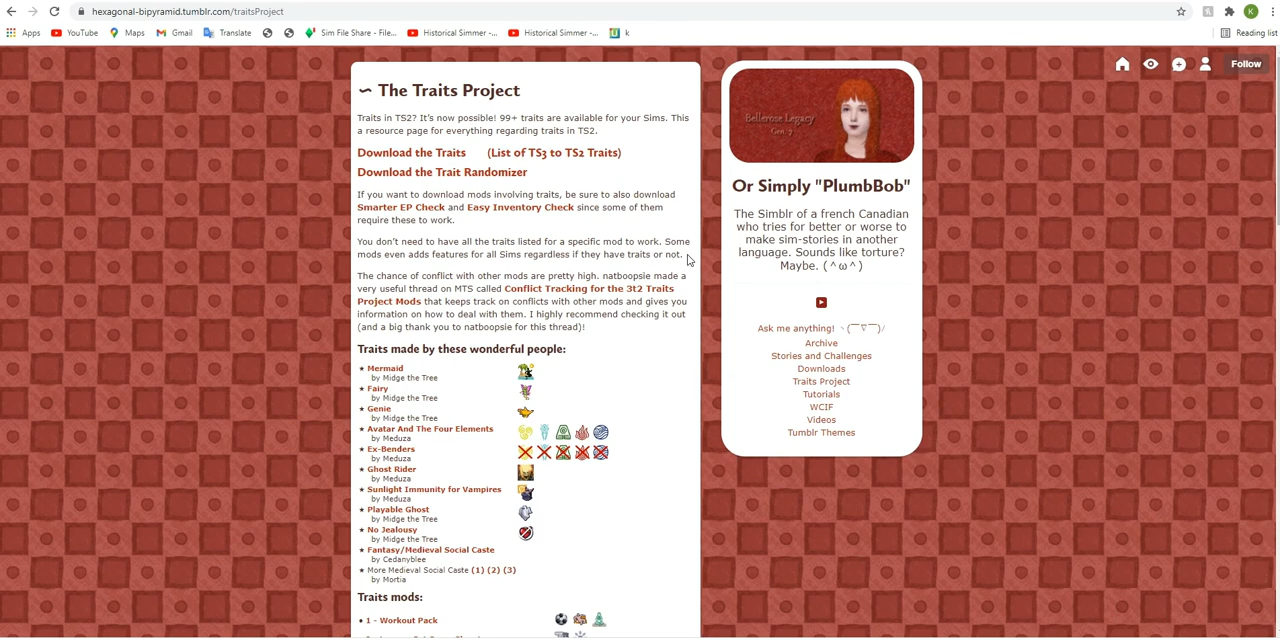 hexagonal-bipyramid.tumblr.com/traitsProject
K
Apps YouTube Maps Gmail Translate Sim File Share - File... Historical Simmer -... Historical Simmer -... k Reading list
Follow
The Traits Project
Traits in TS2? It's now possible! 99+ traits are available for your Sims. This
a resource page for everything regarding traits in TS2.
Download the Traits (List of TS3 to TS2 Traits)
Download the Trait Randomizer
If you want to download mods involving traits, be sure to also download
Smarter EP Check and Easy Inventory Check since some of them
require these to work.
You don't need to have all the traits listed for a specific mod to work. Some
mods even adds features for all Sims regardless if they have traits or not.
The chance of conflict with other mods are pretty high. natboopsie made a
very useful thread on MTS called Conflict Tracking for the 3t2 Traits
Project Mods that keeps track on conflicts with other mods and gives you
information on how to deal with them. I highly recommend checking it out
(and a big thank you to natboopsie for this thread)!
Traits made by these wonderful people:
★ Mermaid
by Midge the Tree
★ Fairy
by Midge the Tree
★ Genie
by Midge the Tree
★ Avatar And The Four Elements
by Meduza
★ Ex-Benders
by Meduza
★ Ghost Rider
by Meduza
★ Sunlight Immunity for Vampires
by Meduza
★ Playable Ghost
by Midge the Tree
★ No Jealousy
by Midge the Tree
★ Fantasy/Medieval Social Caste
by Cedanyblee
★ More Medieval Social Caste (1) (2) (3)
by Mortia
Traits mods:
• 1 - Workout Pack
Bellerose Legacy
Gen. 7
Or Simply "PlumbBob"
The Simblr of a french Canadian
who tries for better or worse to
make sim-stories in another
language. Sounds like torture?
Maybe. (^ω^)
Ask me anything! ヽ(￣∇￣)/
Archive
Stories and Challenges
Downloads
Traits Project
Tutorials
WCIF
Videos
Tumblr Themes